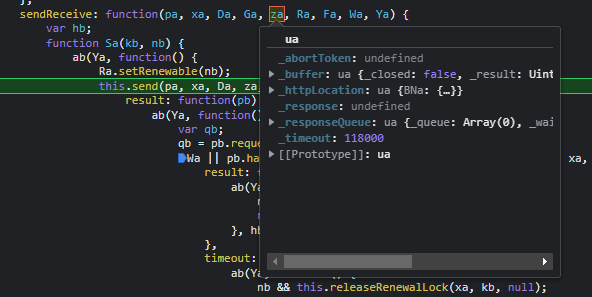 },
sendReceive: function(pa, xa, Da, Ga, za, Ra, Fa, Wa, Ya) {
var hb;
function Sa(kb, nb) {
ab(Ya, function() {
Ra.setRenewable(nb);
this.send(pa, xa, Da, za
result: function(pb)
ab(Ya, function()
var qb;
qb = pb.reque
Wa || pb.ha
xa,
result: f
ab(Ya
}, hb
},
timeout:
ab(Ya
nb && this.releaseRenewalLock(xa, kb, null);
ua
_abortToken: undefined
_buffer: ua {_closed: false, _result: Uint
_httpLocation: ua {BNa: {…}}
_response: undefined
_responseQueue: ua {_queue: Array(0), _wai
_timeout: 118000
[[Prototype]]: ua